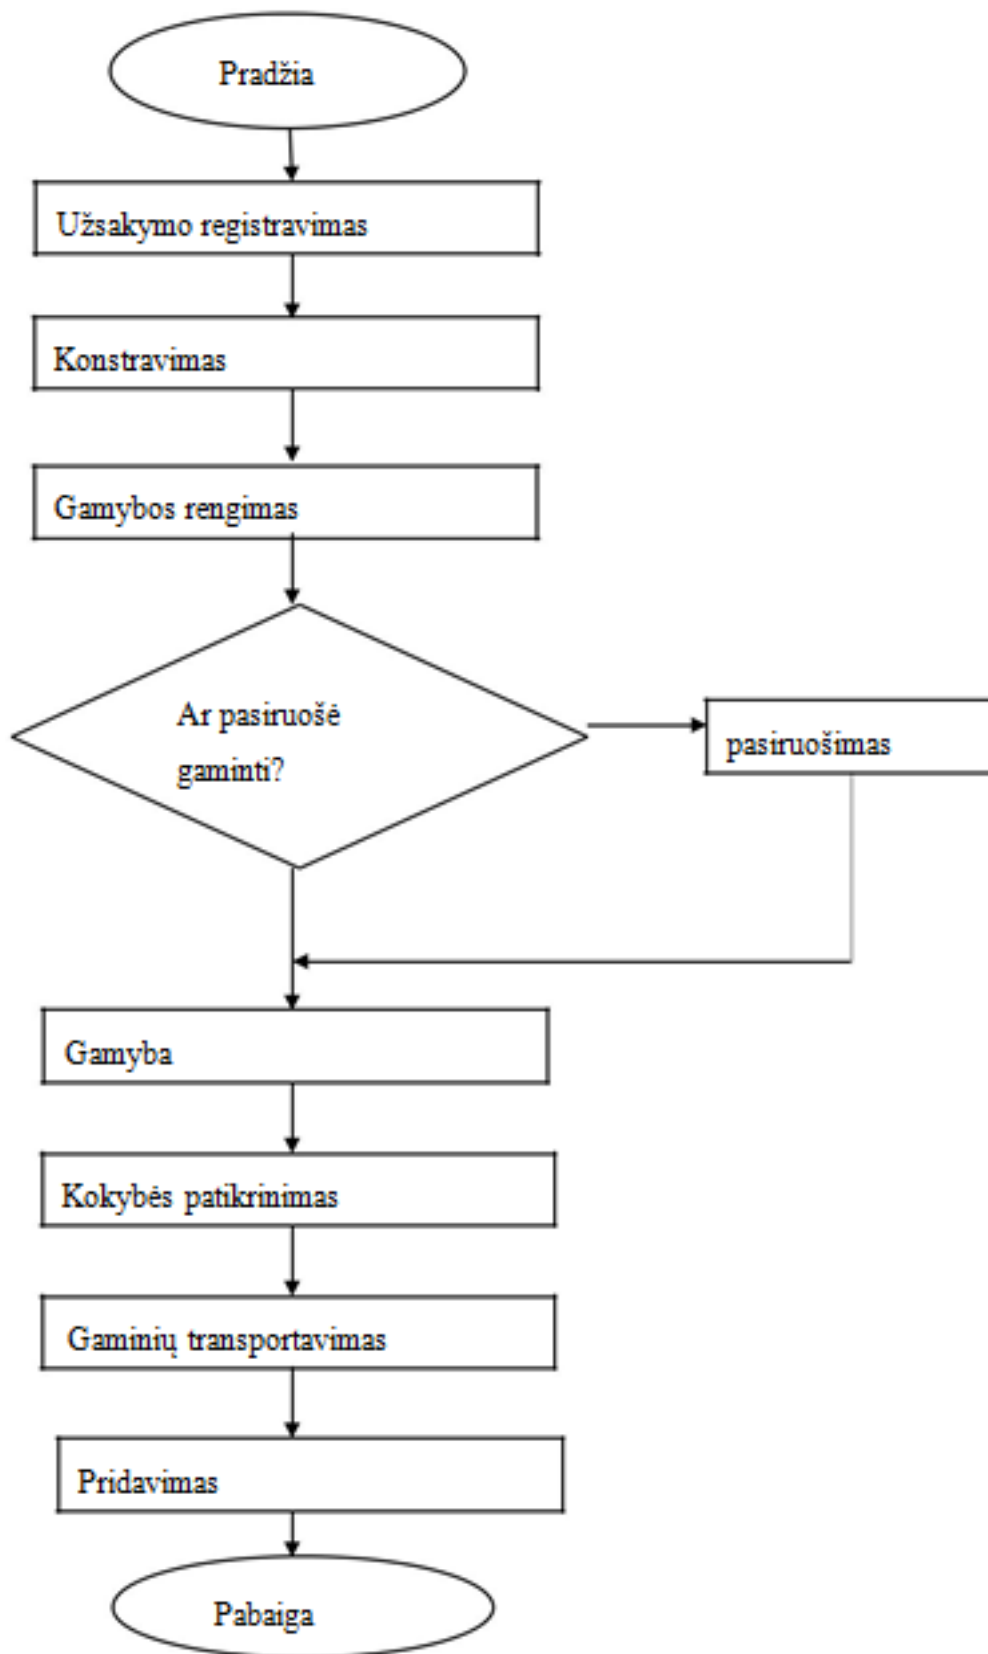 Pradžia
Užsakymo registravimas
Konstravimas
Gamybos rengimas
Ar pasiruošė
gaminti?
pasiruošimas
Gamyba
Kokybės patikrinimas
Gaminių transportavimas
Pridavimas
Pabaiga